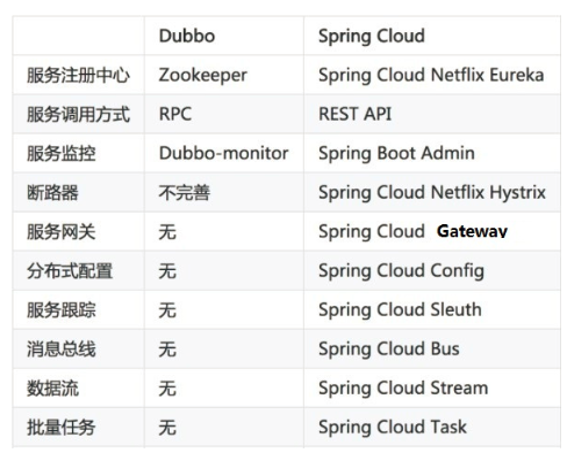 Dubbo Spring Cloud
服务注册中心 Zookeeper Spring Cloud Netflix Eureka
服务调用方式 RPC REST API
服务监控 Dubbo-monitor Spring Boot Admin
断路器 不完善 Spring Cloud Netflix Hystrix
服务网关 无 Spring Cloud Gateway
分布式配置 无 Spring Cloud Config
服务跟踪 无 Spring Cloud Sleuth
消息总线 无 Spring Cloud Bus
数据流 无 Spring Cloud Stream
批量任务 无 Spring Cloud Task